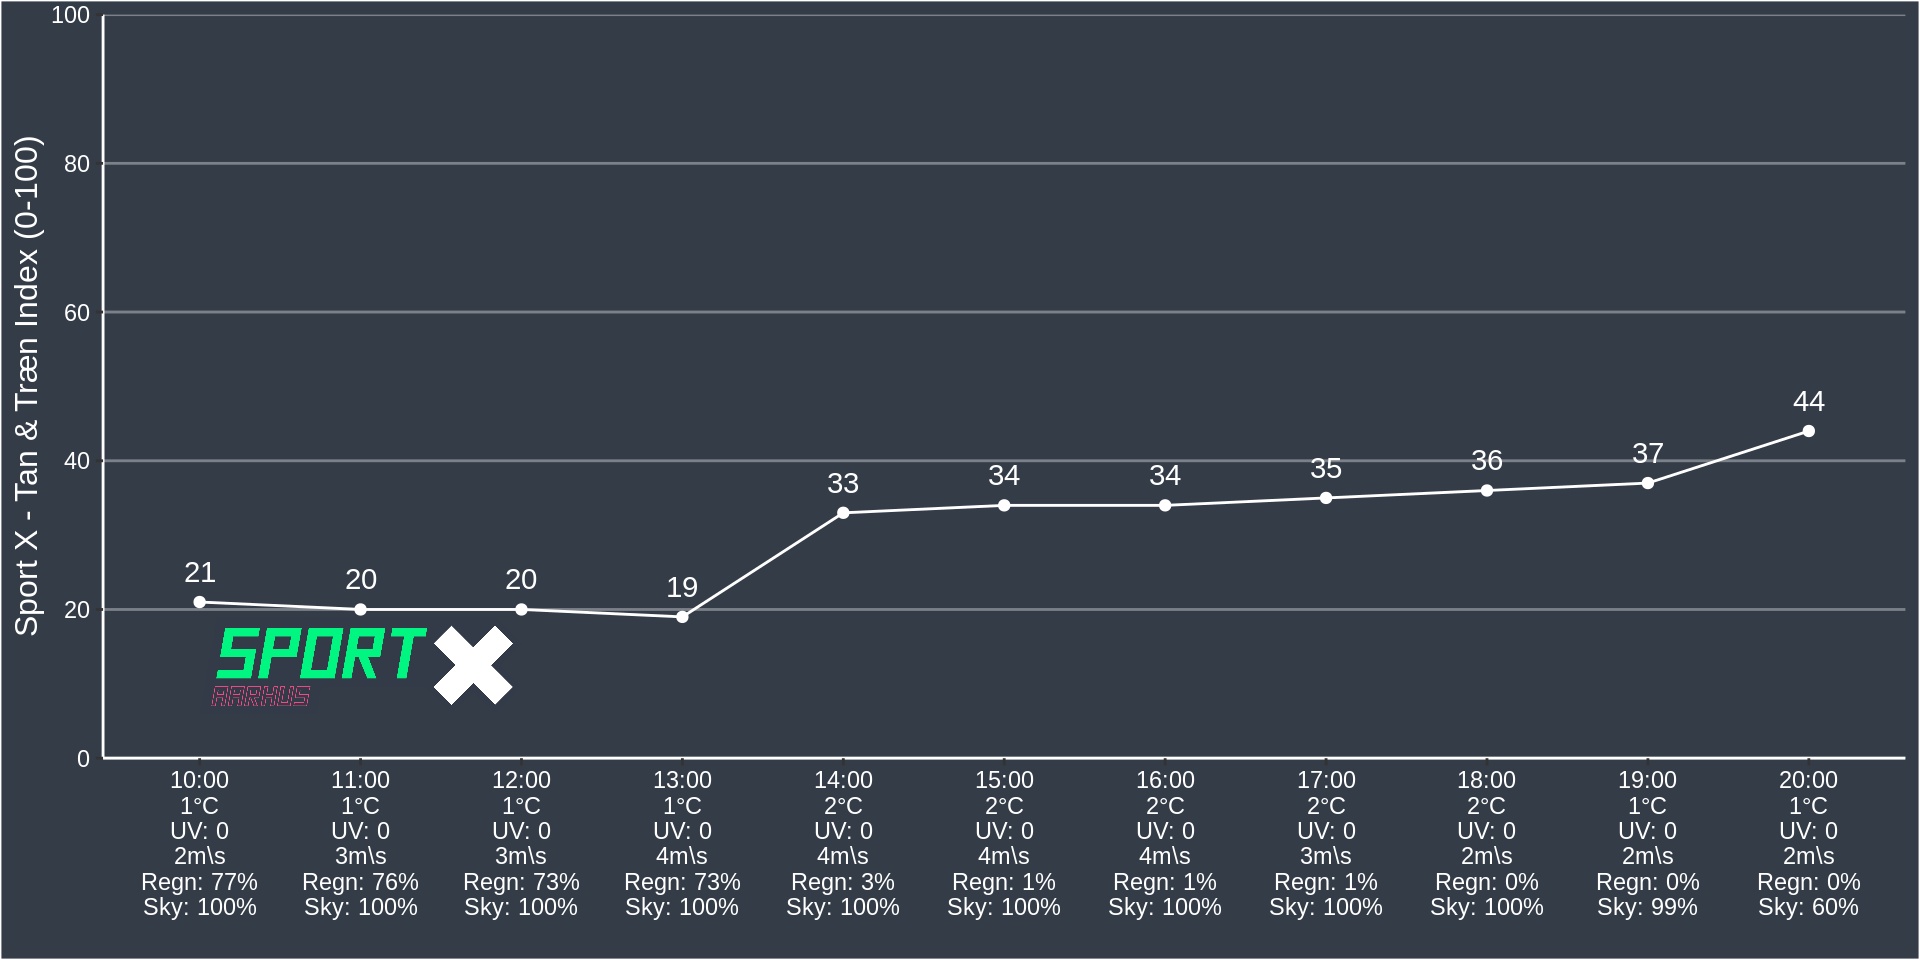 Sport X - Tan & Træn Index (0-100)
100
80
60
40
20
0
21
20
20
19
33
34
34
35
36
37
44
SPORT X
AARHUS
10:00 11:00 12:00 13:00 14:00 15:00 16:00 17:00 18:00 19:00 20:00
1°C 1°C 1°C 1°C 2°C 2°C 2°C 2°C 2°C 1°C 1°C
UV: 0 UV: 0 UV: 0 UV: 0 UV: 0 UV: 0 UV: 0 UV: 0 UV: 0 UV: 0 UV: 0
2m\s 3m\s 3m\s 4m\s 4m\s 4m\s 4m\s 3m\s 2m\s 2m\s 2m\s
Regn: 77% Regn: 76% Regn: 73% Regn: 73% Regn: 3% Regn: 1% Regn: 1% Regn: 1% Regn: 0% Regn: 0% Regn: 0%
Sky: 100% Sky: 100% Sky: 100% Sky: 100% Sky: 100% Sky: 100% Sky: 100% Sky: 100% Sky: 100% Sky: 99% Sky: 60%